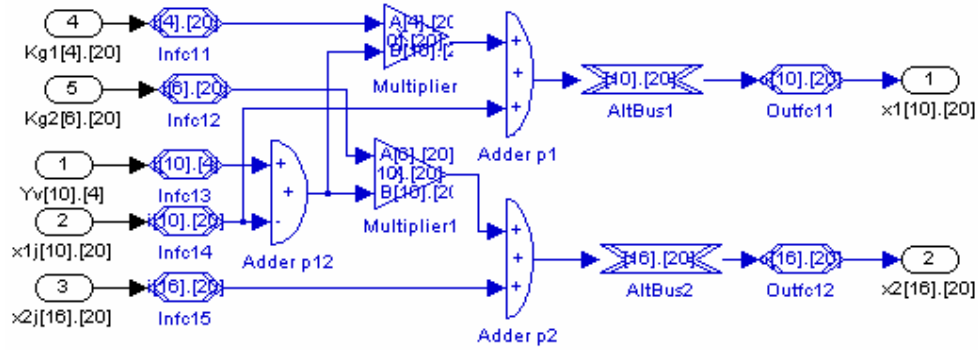 4
Kg1[4].[20]
i[4].[20]
Infc11
A[4].[20
B[10].[2
Multiplier
5
Kg2[6].[20]
i[6].[20]
Infc12
A[6].[20]
10].[20
B[10].[20
Multiplier1
1
Yv[10].[4]
i[10].[4]
Infc13
2
x1j[10].[20]
i[10].[20]
Infc14
3
x2j[16].[20]
i[16].[20]
Infc15
+
+
-
Adder p12
+
+
+
Adder p1
+
+
+
Adder p2
[10].[20]
AltBus1
o[10].[20]
Outfc11
1
x1[10].[20]
[16].[20]
AltBus2
o[16].[20]
Outfc12
2
x2[16].[20]